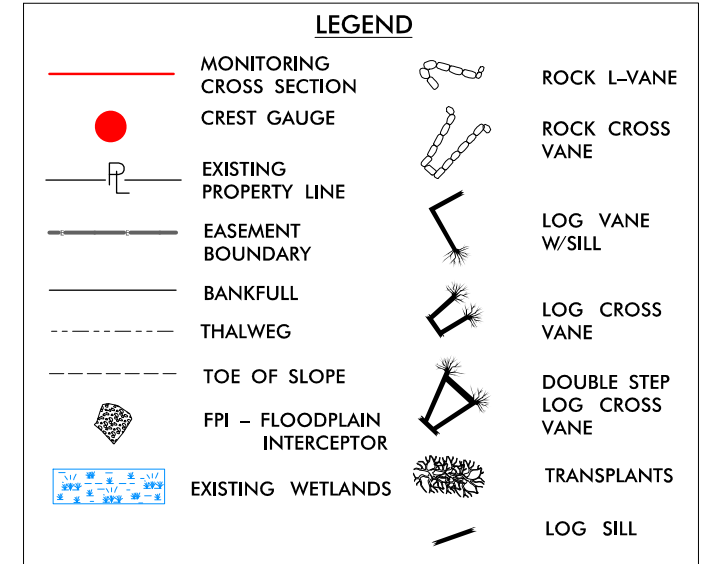 LEGEND
MONITORING
CROSS SECTION
CREST GAUGE
PL
EXISTING
PROPERTY LINE
E E
EASEMENT
BOUNDARY
BANKFULL
THALWEG
TOE OF SLOPE
FPI – FLOODPLAIN
INTERCEPTOR
EXISTING WETLANDS
ROCK L–VANE
ROCK CROSS
VANE
LOG VANE
W/SILL
LOG CROSS
VANE
DOUBLE STEP
LOG CROSS
VANE
TRANSPLANTS
LOG SILL